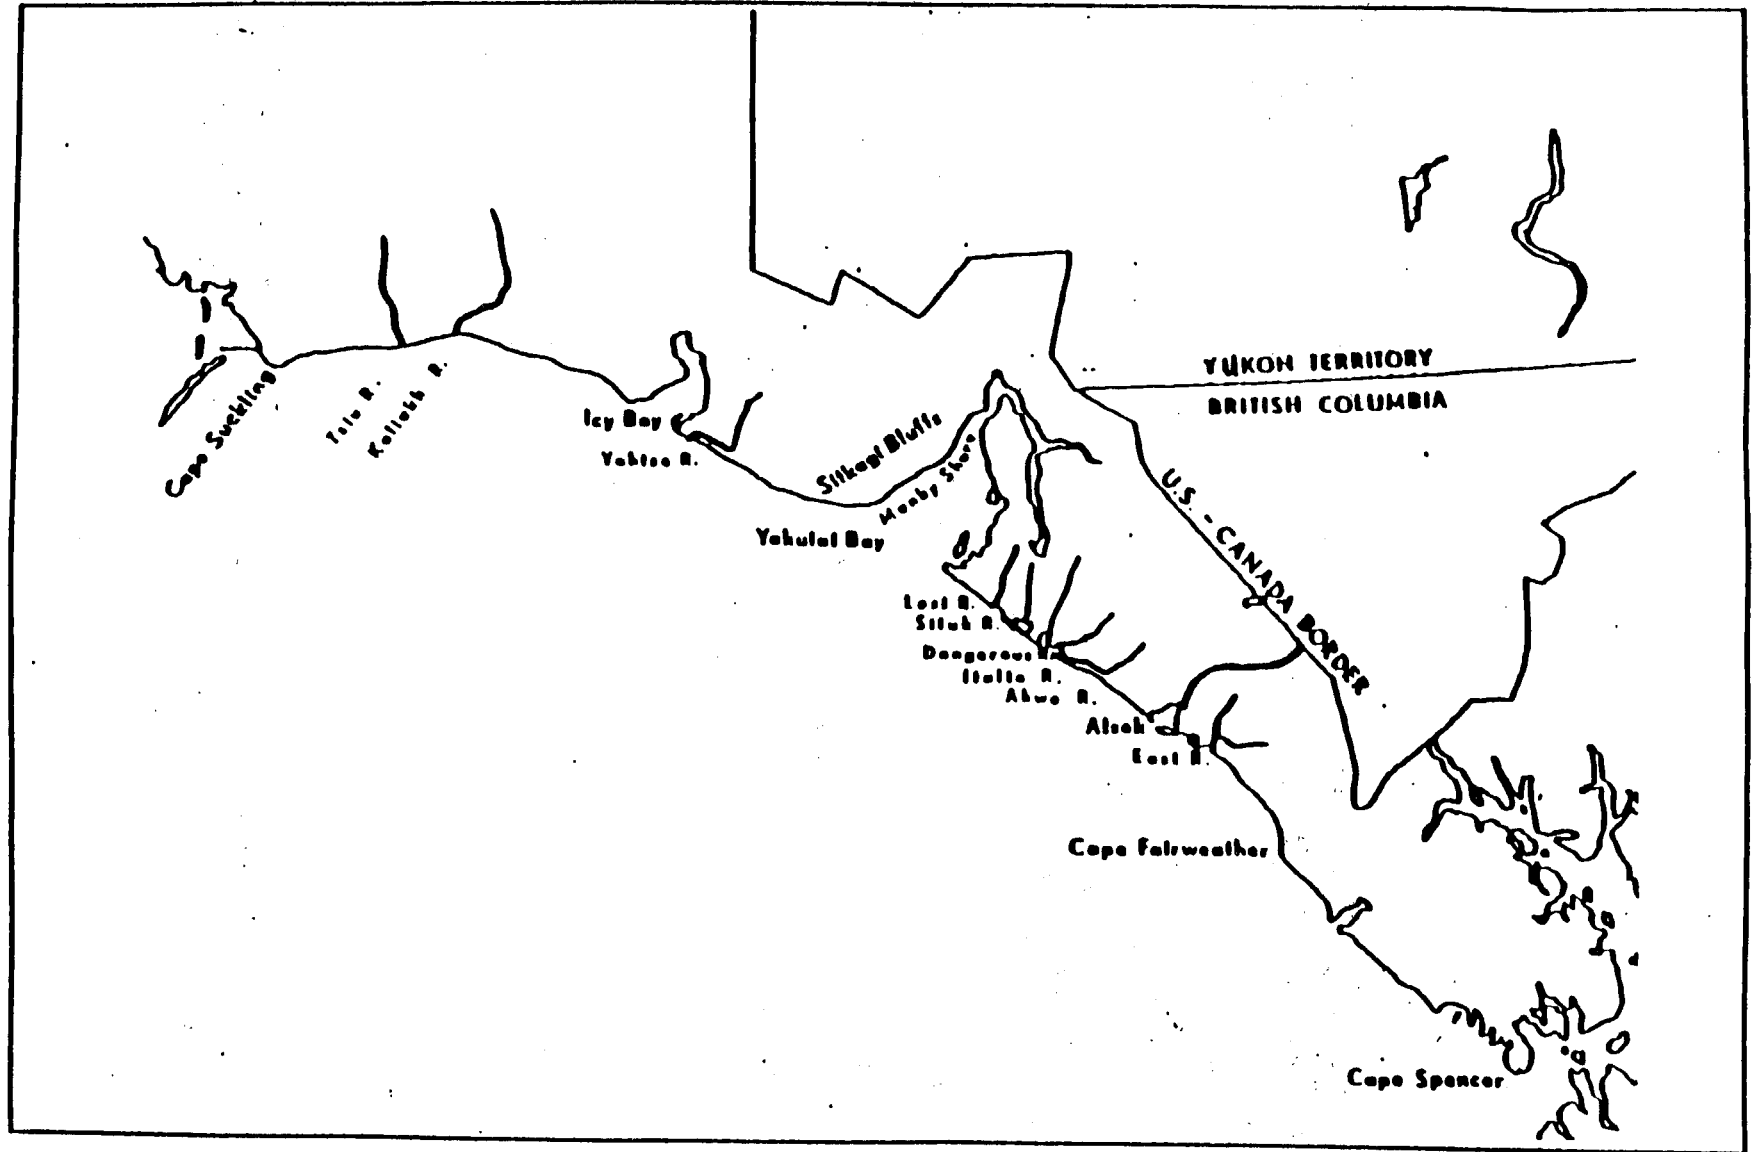 YUKON TERRITORY
BRITISH COLUMBIA
U.S. - CANADA BORDER
Cape Suckling
Tsiu R.
Kaliakh R.
Icy Bay
Yahtse R.
Sitkagi Bluffs
Manby Shore
Yakutat Bay
Lost R.
Situk R.
Dangerous R.
Italio R.
Akwe R.
Alsek
East R.
Cape Fairweather
Cape Spencer